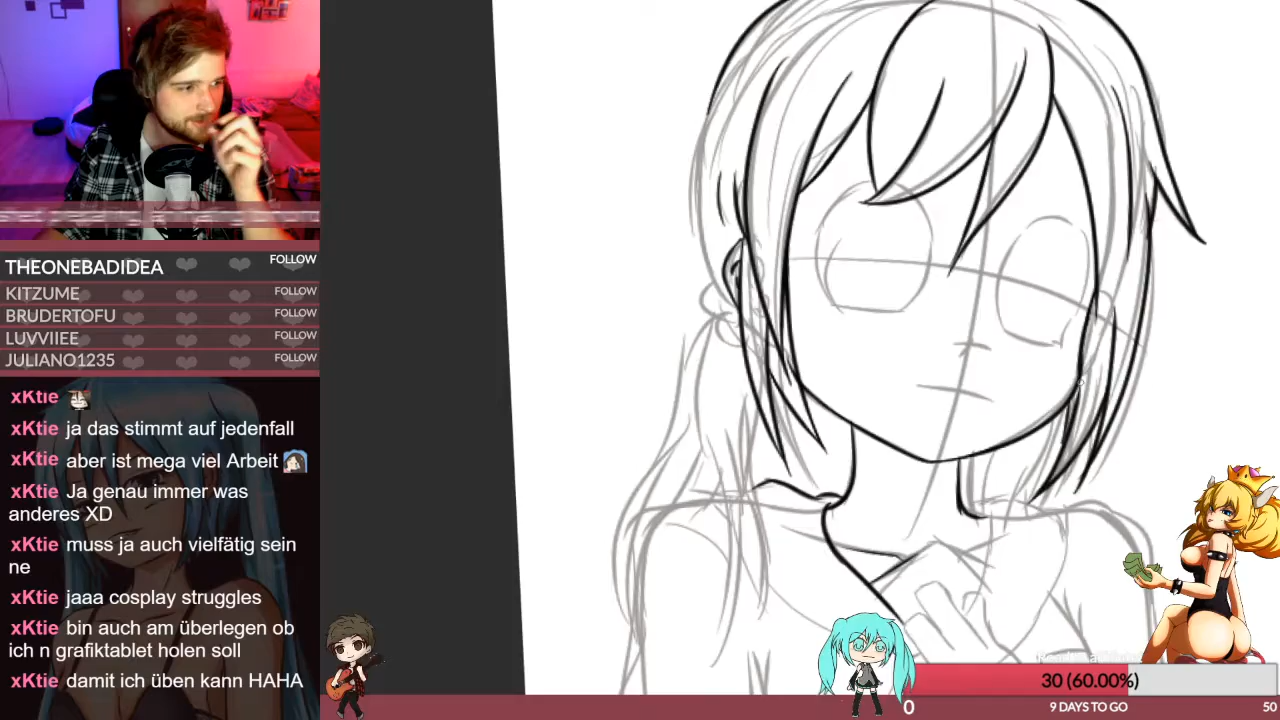 THEONEBADIDEA FOLLOW
KITZUME FOLLOW
BRUDERTOFU FOLLOW
LUVVIIEE FOLLOW
JULIANO1235 FOLLOW
xKtie
xKtie ja das stimmt auf jedenfall
xKtie aber ist mega viel Arbeit
xKtie Ja genau immer was
anderes XD
xKtie muss ja auch vielfätig sein
ne
xKtie jaaa cosplay struggles
xKtie bin auch am überlegen ob
ich n grafiktablet holen soll
xKtie damit ich üben kann HAHA
30 (60.00%)
0 9 DAYS TO GO 50